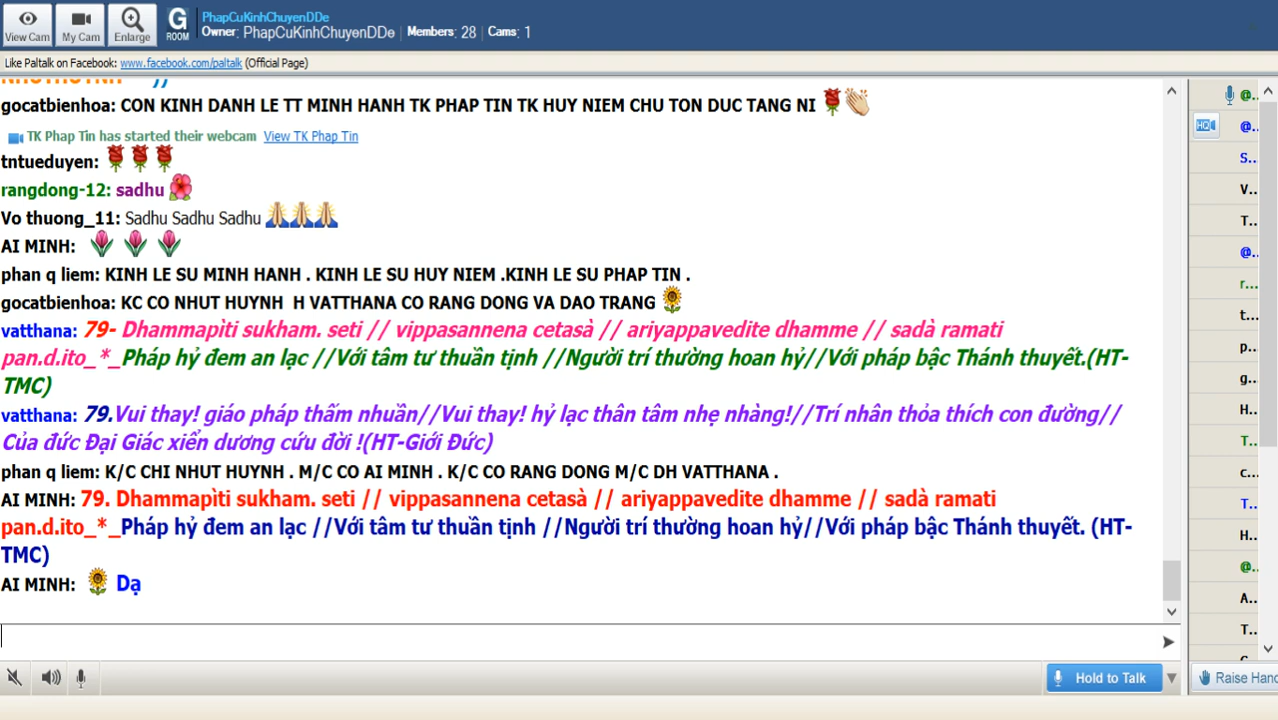 View Cam
My Cam
Enlarge
G
ROOM
PhapCuKinhChuyenDDe
Owner: PhapCuKinhChuyenDDe Members: 28 Cams: 1
Like Paltalk on Facebook: www.facebook.com/paltalk (Official Page)
gocatbienhoa: CON KINH DANH LE TT MINH HANH TK PHAP TIN TK HUY NIEM CHU TON DUC TANG NI
TK Phap Tin has started their webcam View TK Phap Tin
tntueduyen:
rangdong-12: sadhu
Vo thuong_11: Sadhu Sadhu Sadhu
AI MINH:
phan q liem: KINH LE SU MINH HANH . KINH LE SU HUY NIEM .KINH LE SU PHAP TIN .
gocatbienhoa: KC CO NHUT HUYNH H VATTHANA CO RANG DONG VA DAO TRANG
vatthana: 79- Dhammapìti sukham. seti // vippasannena cetasà // ariyappavedite dhamme // sadà ramati
pan.d.ito_*_Pháp hỷ đem an lạc //Với tâm tư thuần tịnh //Người trí thường hoan hỷ//Với pháp bậc Thánh thuyết.(HT-
TMC)
vatthana: 79.Vui thay! giáo pháp thấm nhuần//Vui thay! hỷ lạc thân tâm nhẹ nhàng!//Trí nhân thỏa thích con đường//
Của đức Đại Giác xiển dương cứu đời !(HT-Giới Đức)
phan q liem: K/C CHI NHUT HUYNH . M/C CO AI MINH . K/C CO RANG DONG M/C DH VATTHANA .
AI MINH: 79. Dhammapìti sukham. seti // vippasannena cetasà // ariyappavedite dhamme // sadà ramati
pan.d.ito_*_Pháp hỷ đem an lạc //Với tâm tư thuần tịnh //Người trí thường hoan hỷ//Với pháp bậc Thánh thuyết. (HT-
TMC)
AI MINH: Dạ
@..
HD @..
S..
V..
T..
@..
r...
t...
p..
g..
H..
T..
c...
T..
H..
@..
A..
T..
Hold to Talk
Raise Hand